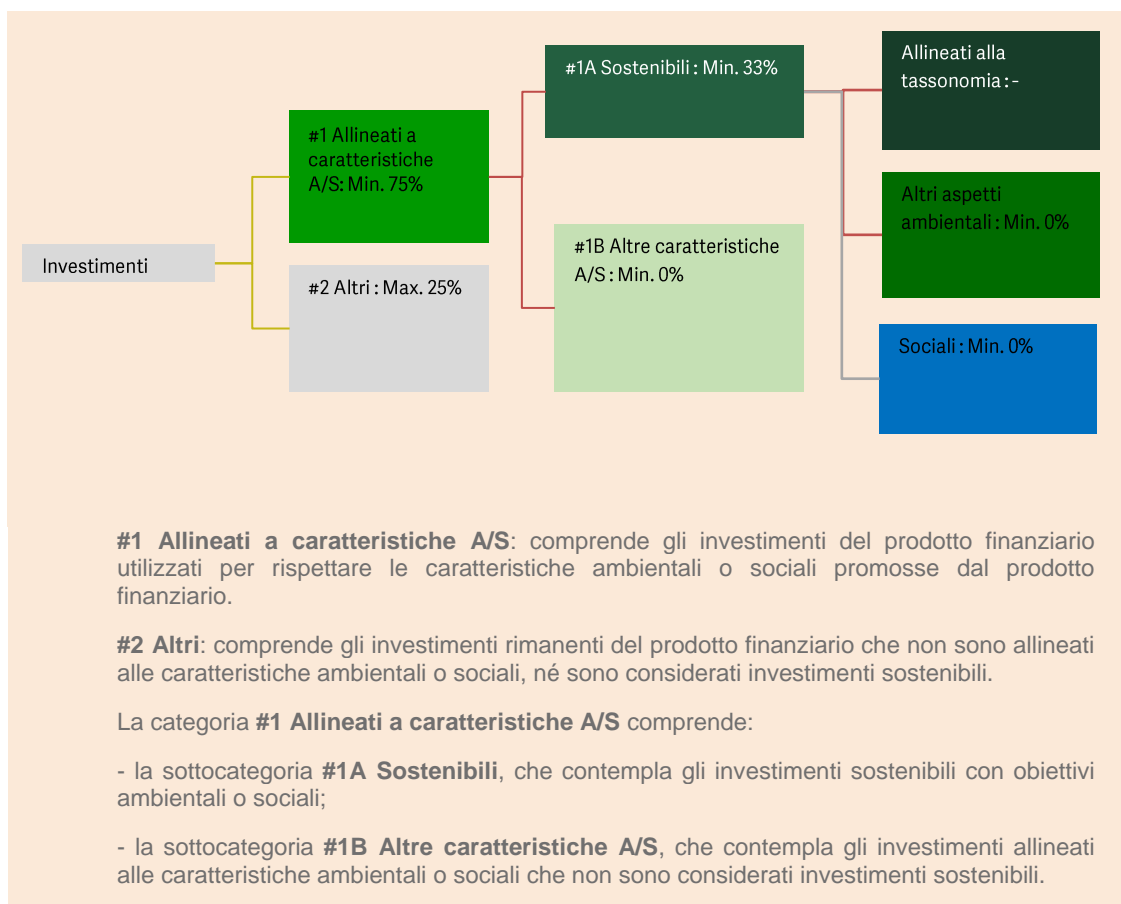 Investimenti
#1 Allineati a
caratteristiche
A/S: Min. 75%
#2 Altri : Max. 25%
#1A Sostenibili : Min. 33%
#1B Altre caratteristiche
A/S : Min. 0%
Allineati alla
tassonomia :-
Altri aspetti
ambientali : Min. 0%
Sociali : Min. 0%
#1 Allineati a caratteristiche A/S: comprende gli investimenti del prodotto finanziario
utilizzati per rispettare le caratteristiche ambientali o sociali promosse dal prodotto
finanziario.
#2 Altri: comprende gli investimenti rimanenti del prodotto finanziario che non sono allineati
alle caratteristiche ambientali o sociali, né sono considerati investimenti sostenibili.
La categoria #1 Allineati a caratteristiche A/S comprende:
- la sottocategoria #1A Sostenibili, che contempla gli investimenti sostenibili con obiettivi
ambientali o sociali;
- la sottocategoria #1B Altre caratteristiche A/S, che contempla gli investimenti allineati
alle caratteristiche ambientali o sociali che non sono considerati investimenti sostenibili.